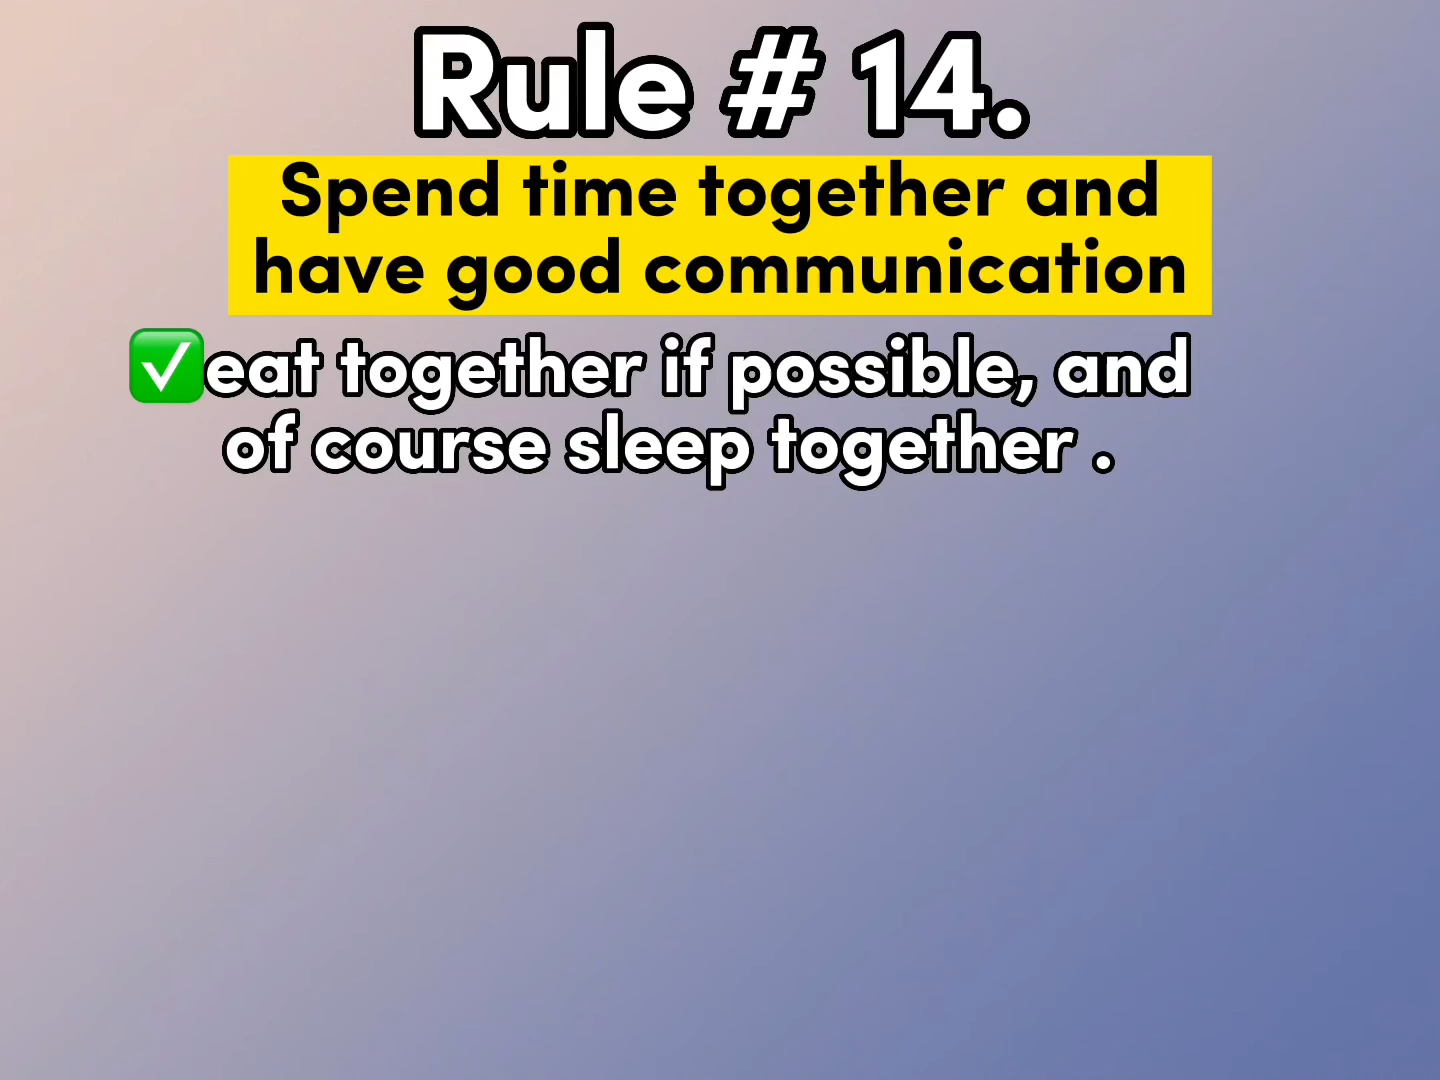 Rule # 14.
Spend time together and
have good communication
✅eat together if possible, and
of course sleep together .